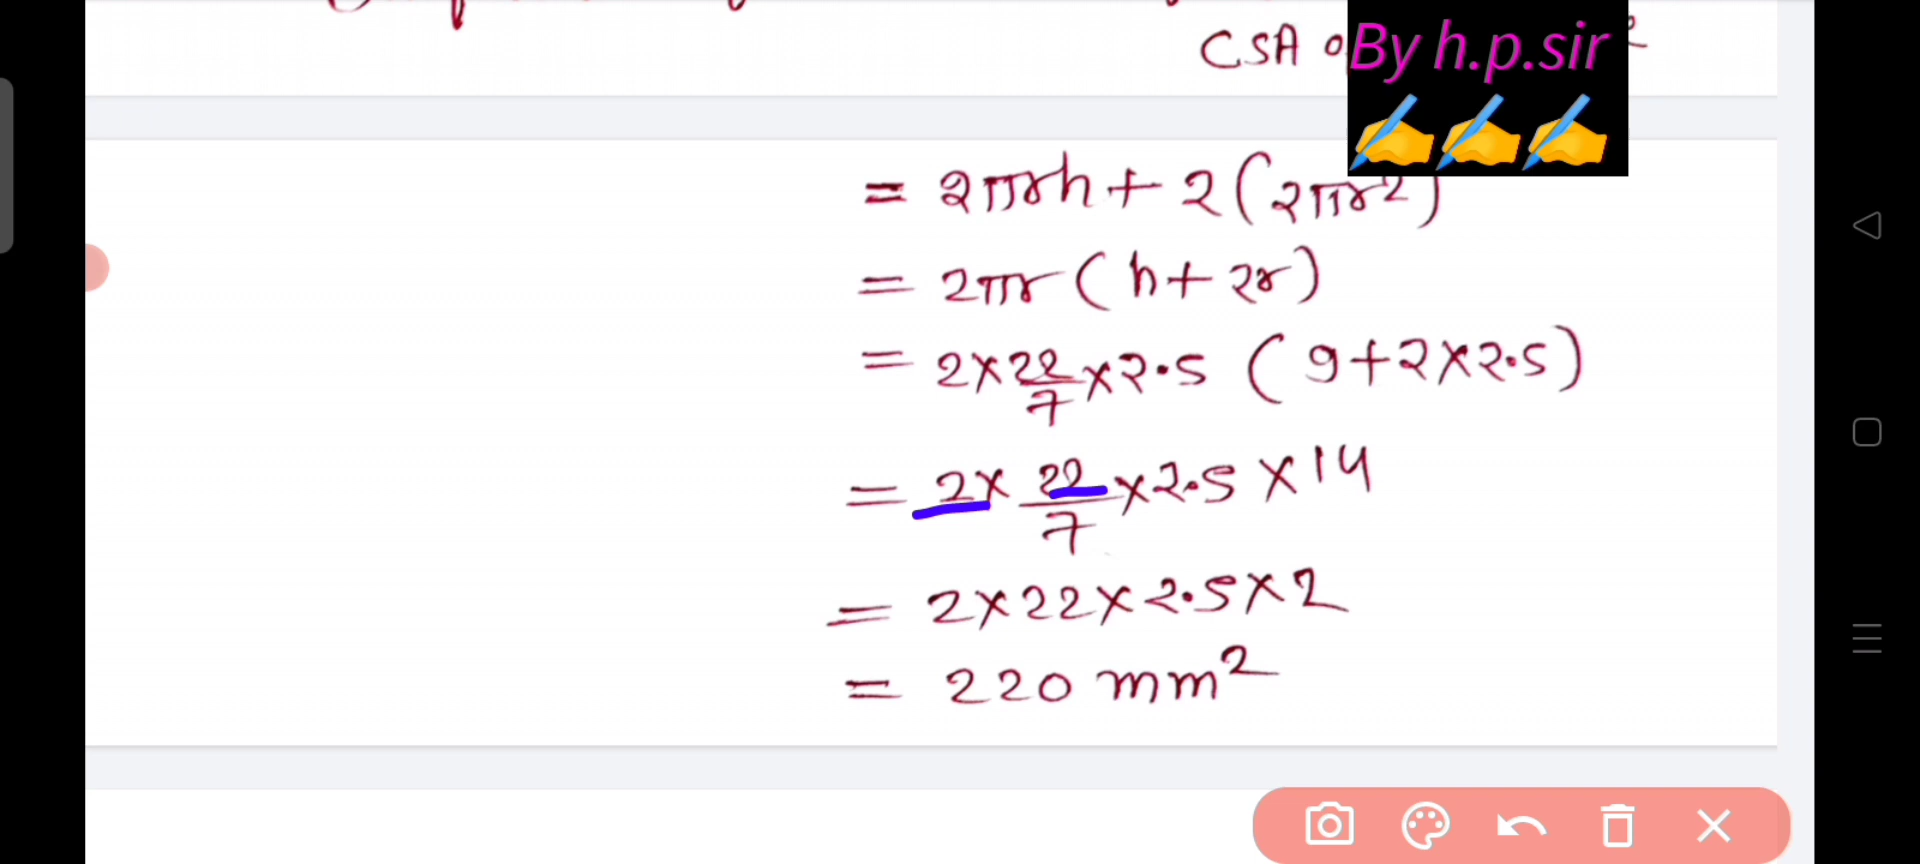 CSA
By h.p.sir
= 2πrh + 2(2πr²)
= 2πr (h + 2r)
= 2×22/7×2.5 (9+2×2.5)
= 2× 22/7 ×2.5 ×14
= 2×22×2.5×2
= 220 mm²